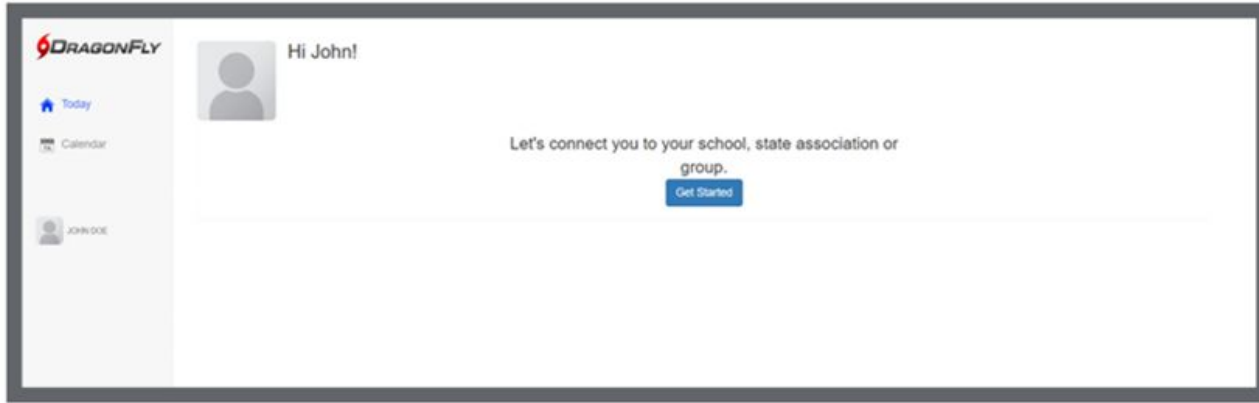 DRAGONFLY
Today
Calendar
JOHN DOE
Hi John!
Let's connect you to your school, state association or
group.
Get Started